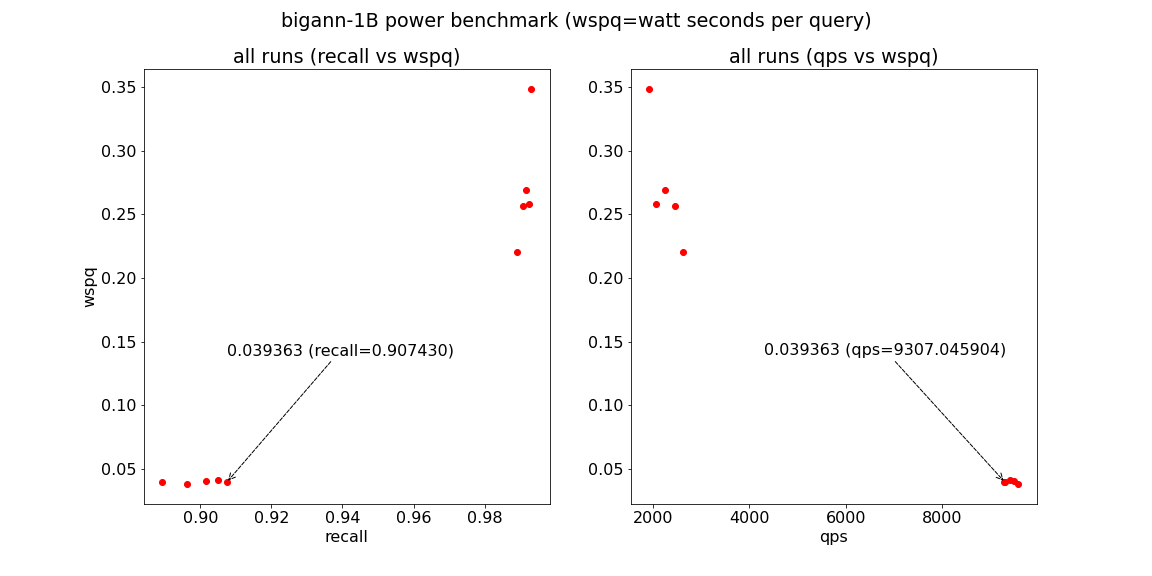 bigann-1B power benchmark (wspq=watt seconds per query)
all runs (recall vs wspq)
0.35
0.30
0.25
0.20
0.15
0.10
0.05
wspq
0.039363 (recall=0.907430)
0.90 0.92 0.94 0.96 0.98
recall
all runs (qps vs wspq)
0.35
0.30
0.25
0.20
0.15
0.10
0.05
0.039363 (qps=9307.045904)
2000 4000 6000 8000
qps